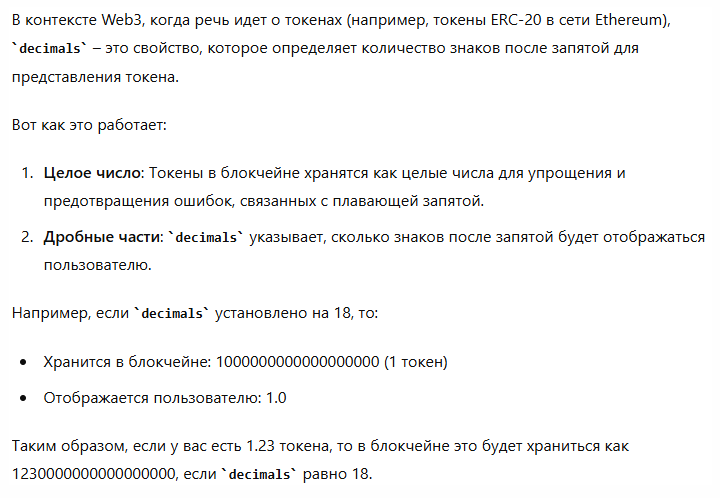 В контексте Web3, когда речь идет о токенах (например, токены ERC-20 в сети Ethereum),
`decimals` – это свойство, которое определяет количество знаков после запятой для
представления токена.
Вот как это работает:
1. Целое число: Токены в блокчейне хранятся как целые числа для упрощения и
предотвращения ошибок, связанных с плавающей запятой.
2. Дробные части: `decimals` указывает, сколько знаков после запятой будет отображаться
пользователю.
Например, если `decimals` установлено на 18, то:
• Хранится в блокчейне: 1000000000000000000 (1 токен)
• Отображается пользователю: 1.0
Таким образом, если у вас есть 1.23 токена, то в блокчейне это будет храниться как
1230000000000000000, если `decimals` равно 18.